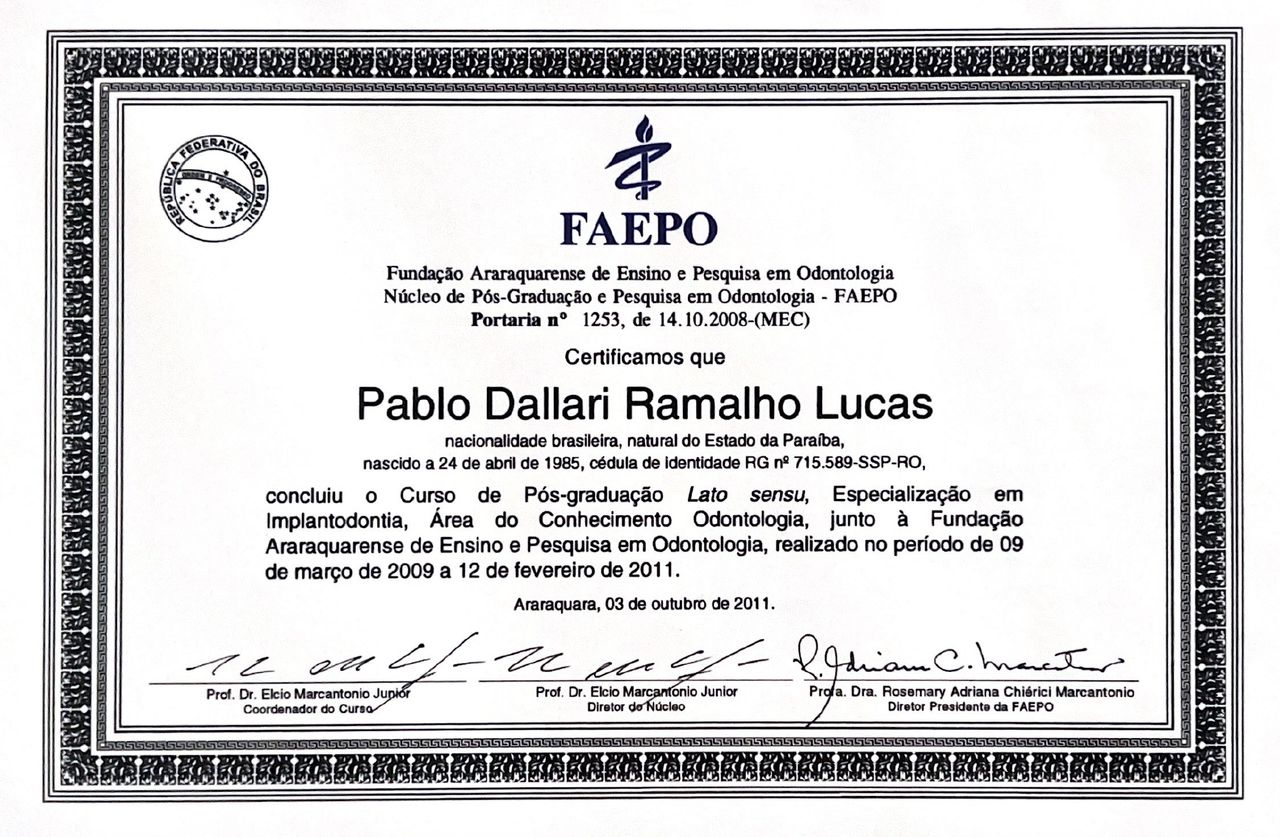 REPÚBLICA FEDERATIVA DO BRASIL
ORDEM E PROGRESSO
FAEPO
Fundação Araraquarense de Ensino e Pesquisa em Odontologia
Núcleo de Pós-Graduação e Pesquisa em Odontologia - FAEPO
Portaria nº 1253, de 14.10.2008-(MEC)
Certificamos que
Pablo Dallari Ramalho Lucas
nacionalidade brasileira, natural do Estado da Paraíba,
nascido a 24 de abril de 1985, cédula de identidade RG nº 715.589-SSP-RO,
concluiu o Curso de Pós-graduação Lato sensu, Especialização em
Implantodontia, Área do Conhecimento Odontologia, junto à Fundação
Araraquarense de Ensino e Pesquisa em Odontologia, realizado no período de 09
de março de 2009 a 12 de fevereiro de 2011.
Araraquara, 03 de outubro de 2011.
Prof. Dr. Elcio Marcantonio Junior
Coordenador do Curso
Prof. Dr. Elcio Marcantonio Junior
Diretor do Núcleo
Profa. Dra. Rosemary Adriana Chiérici Marcantonio
Diretor Presidente da FAEPO